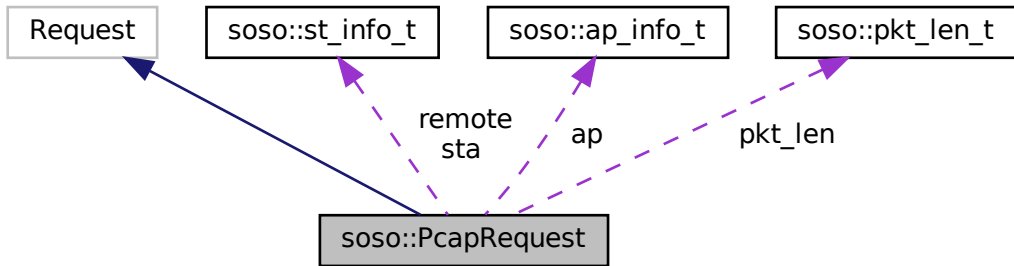 Request
soso::st_info_t
soso::ap_info_t
soso::pkt_len_t
remote
sta
ap
pkt_len
soso::PcapRequest